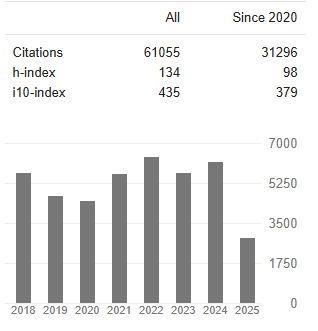 All Since 2020
Citations 61055 31296
h-index 134 98
i10-index 435 379
7000
5250
3500
1750
0
2018 2019 2020 2021 2022 2023 2024 2025